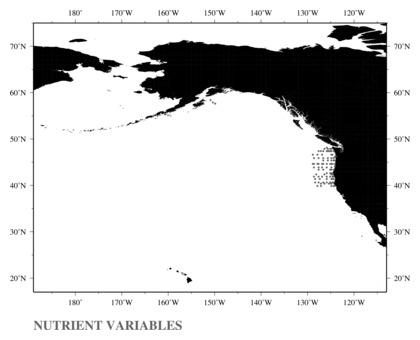 180˚ 170˚W 160˚W 150˚W 140˚W 130˚W 120˚W
70˚N 70˚N
60˚N 60˚N
50˚N 50˚N
40˚N 40˚N
30˚N 30˚N
20˚N 20˚N
180˚ 170˚W 160˚W 150˚W 140˚W 130˚W 120˚W
NUTRIENT VARIABLES